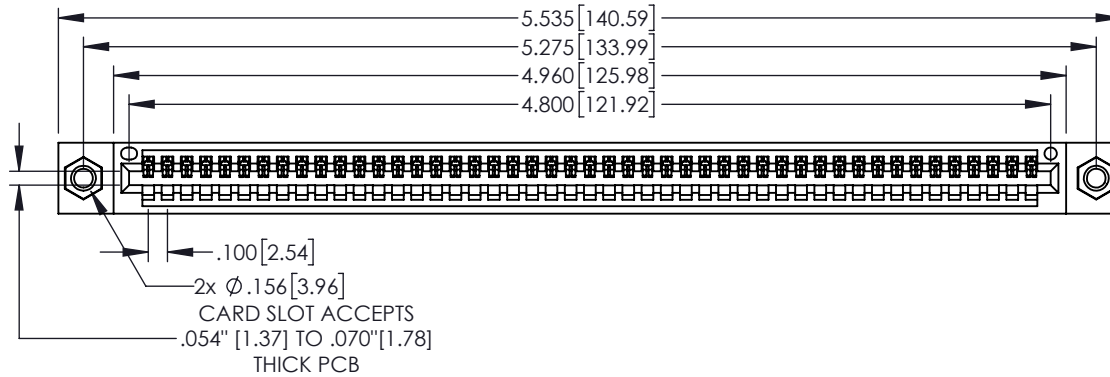 5.535 [140.59]
5.275 [133.99]
4.960 [125.98]
4.800 [121.92]
.100 [2.54]
2x Ø.156 [3.96]
CARD SLOT ACCEPTS
.054" [1.37] TO .070"[1.78]
THICK PCB